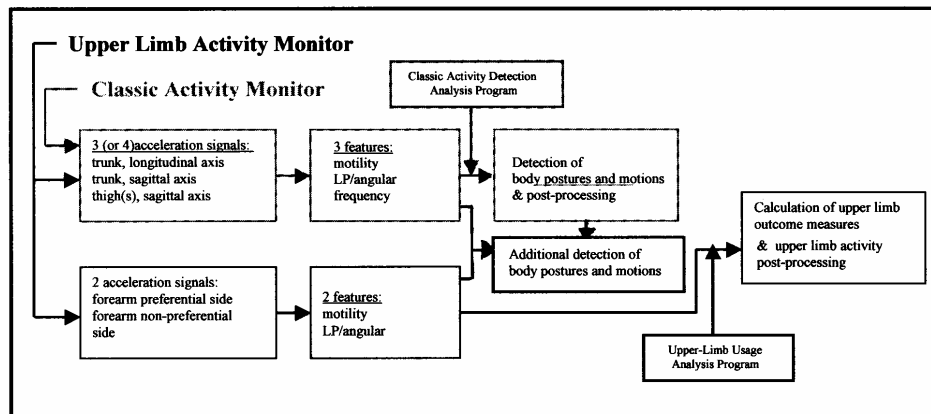 Upper Limb Activity Monitor
Classic Activity Monitor
Classic Activity Detection
Analysis Program
3 (or 4)acceleration signals:
trunk, longitudinal axis
trunk, sagittal axis
thigh(s), sagittal axis
3 features:
motility
LP/angular
frequency
Detection of
body postures and motions
& post-processing
Additional detection of
body postures and motions
Calculation of upper limb
outcome measures
& upper limb activity
post-processing
2 acceleration signals:
forearm preferential side
forearm non-preferential
side
2 features:
motility
LP/angular
Upper-Limb Usage
Analysis Program